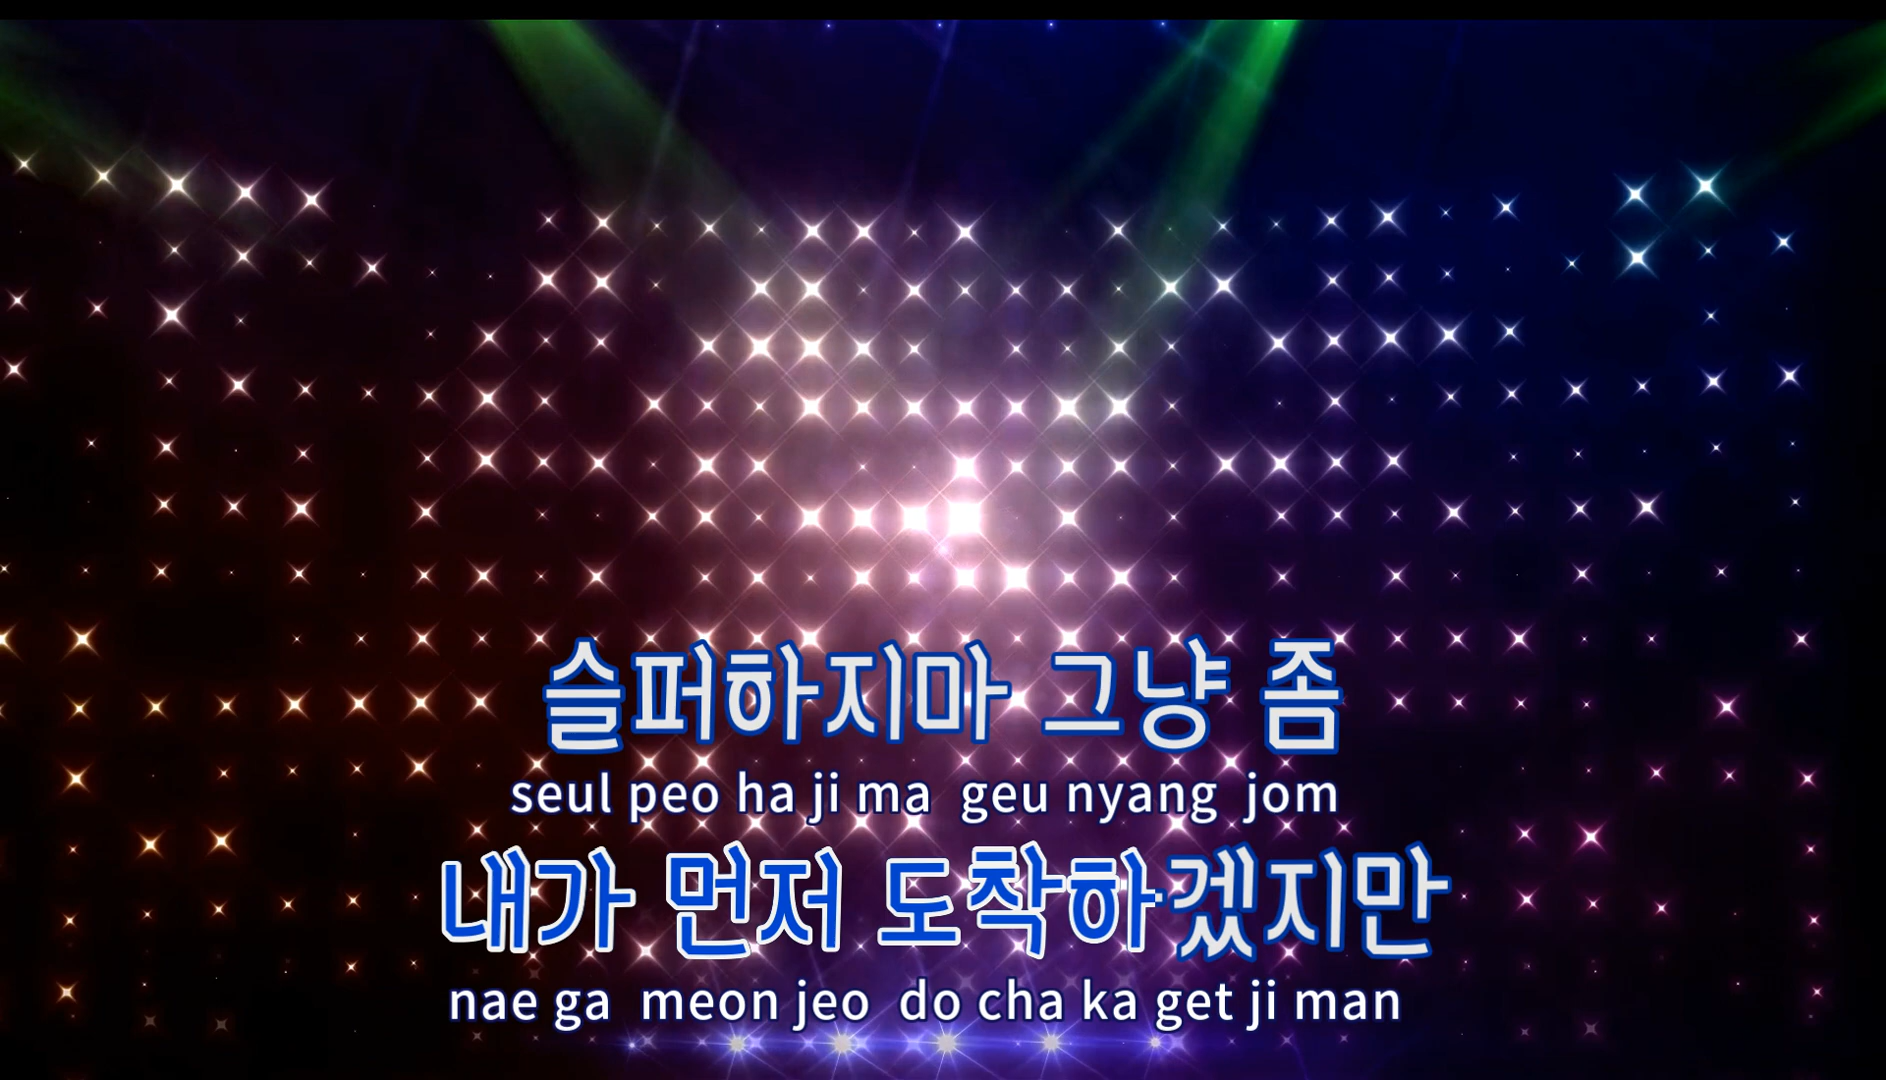 슬퍼하지마 그냥 좀
seul peo ha ji ma geu nyang jom
내가 먼저 도착하겠지만
nae ga meon jeo do cha ka get ji man